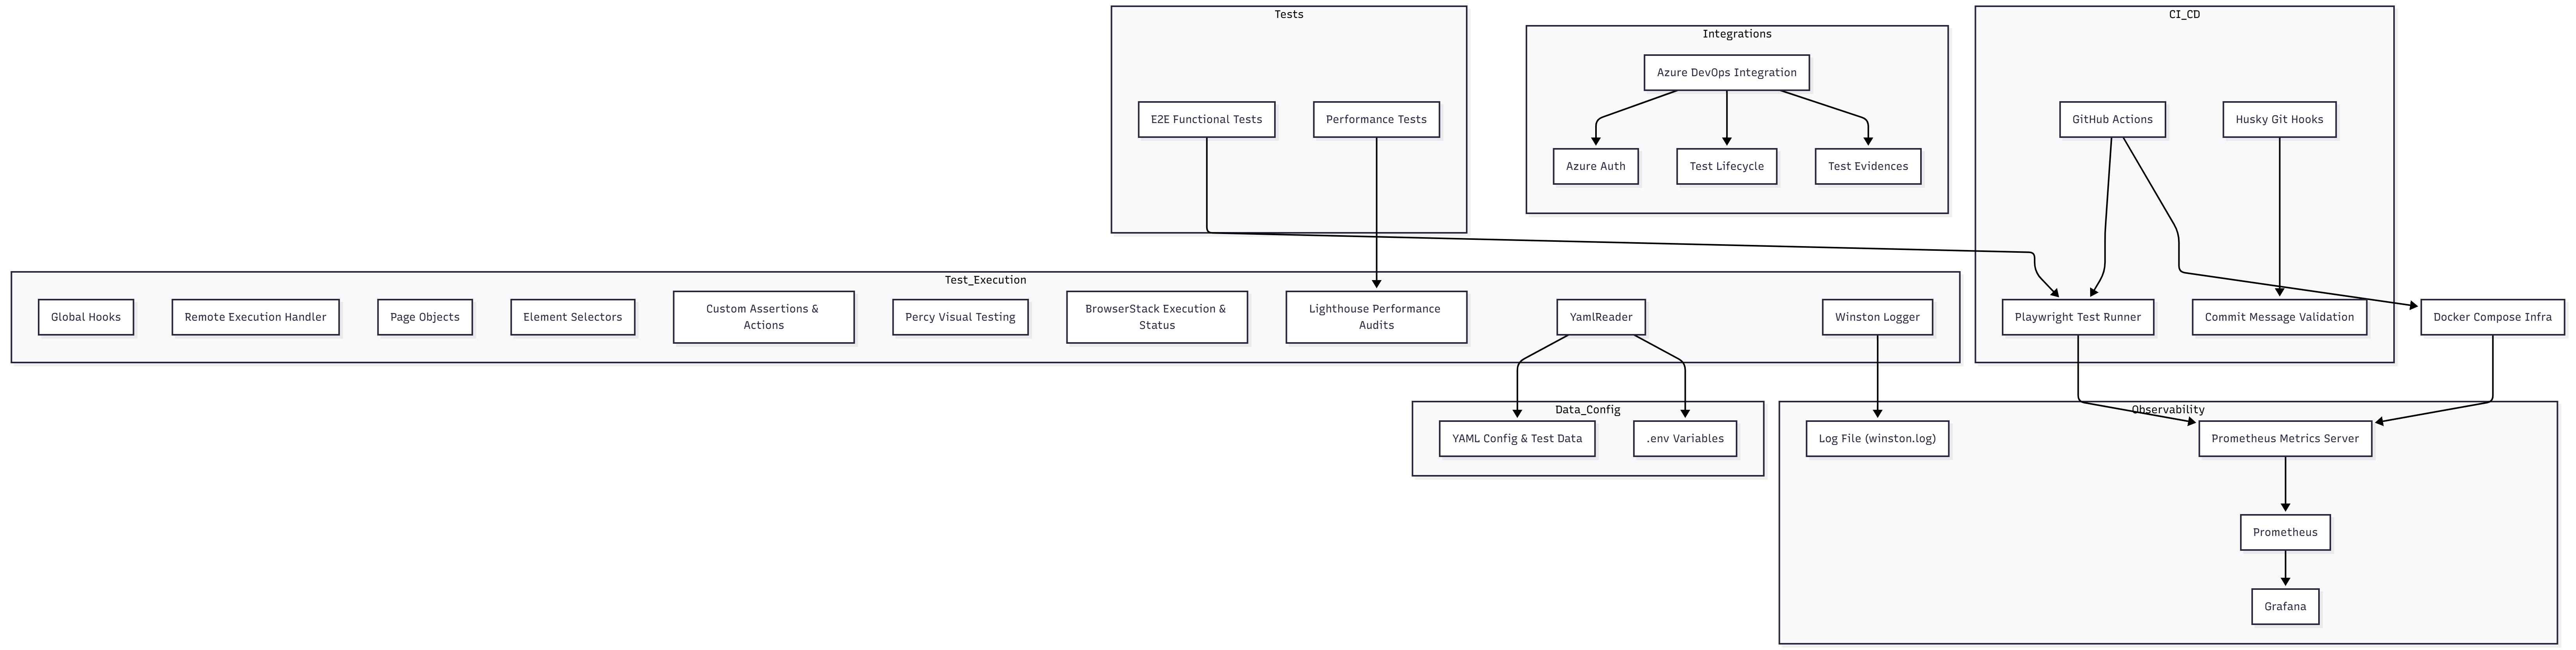 Tests
E2E Functional Tests
Performance Tests
Integrations
Azure DevOps Integration
Azure Auth
Test Lifecycle
Test Evidences
CI_CD
GitHub Actions
Husky Git Hooks
Playwright Test Runner
Commit Message Validation
Docker Compose Infra
Test_Execution
Global Hooks
Remote Execution Handler
Page Objects
Element Selectors
Custom Assertions &
Actions
Percy Visual Testing
BrowserStack Execution &
Status
Lighthouse Performance
Audits
YamlReader
Winston Logger
Data_Config
YAML Config & Test Data
.env Variables
Observability
Log File (winston.log)
Prometheus Metrics Server
Prometheus
Grafana